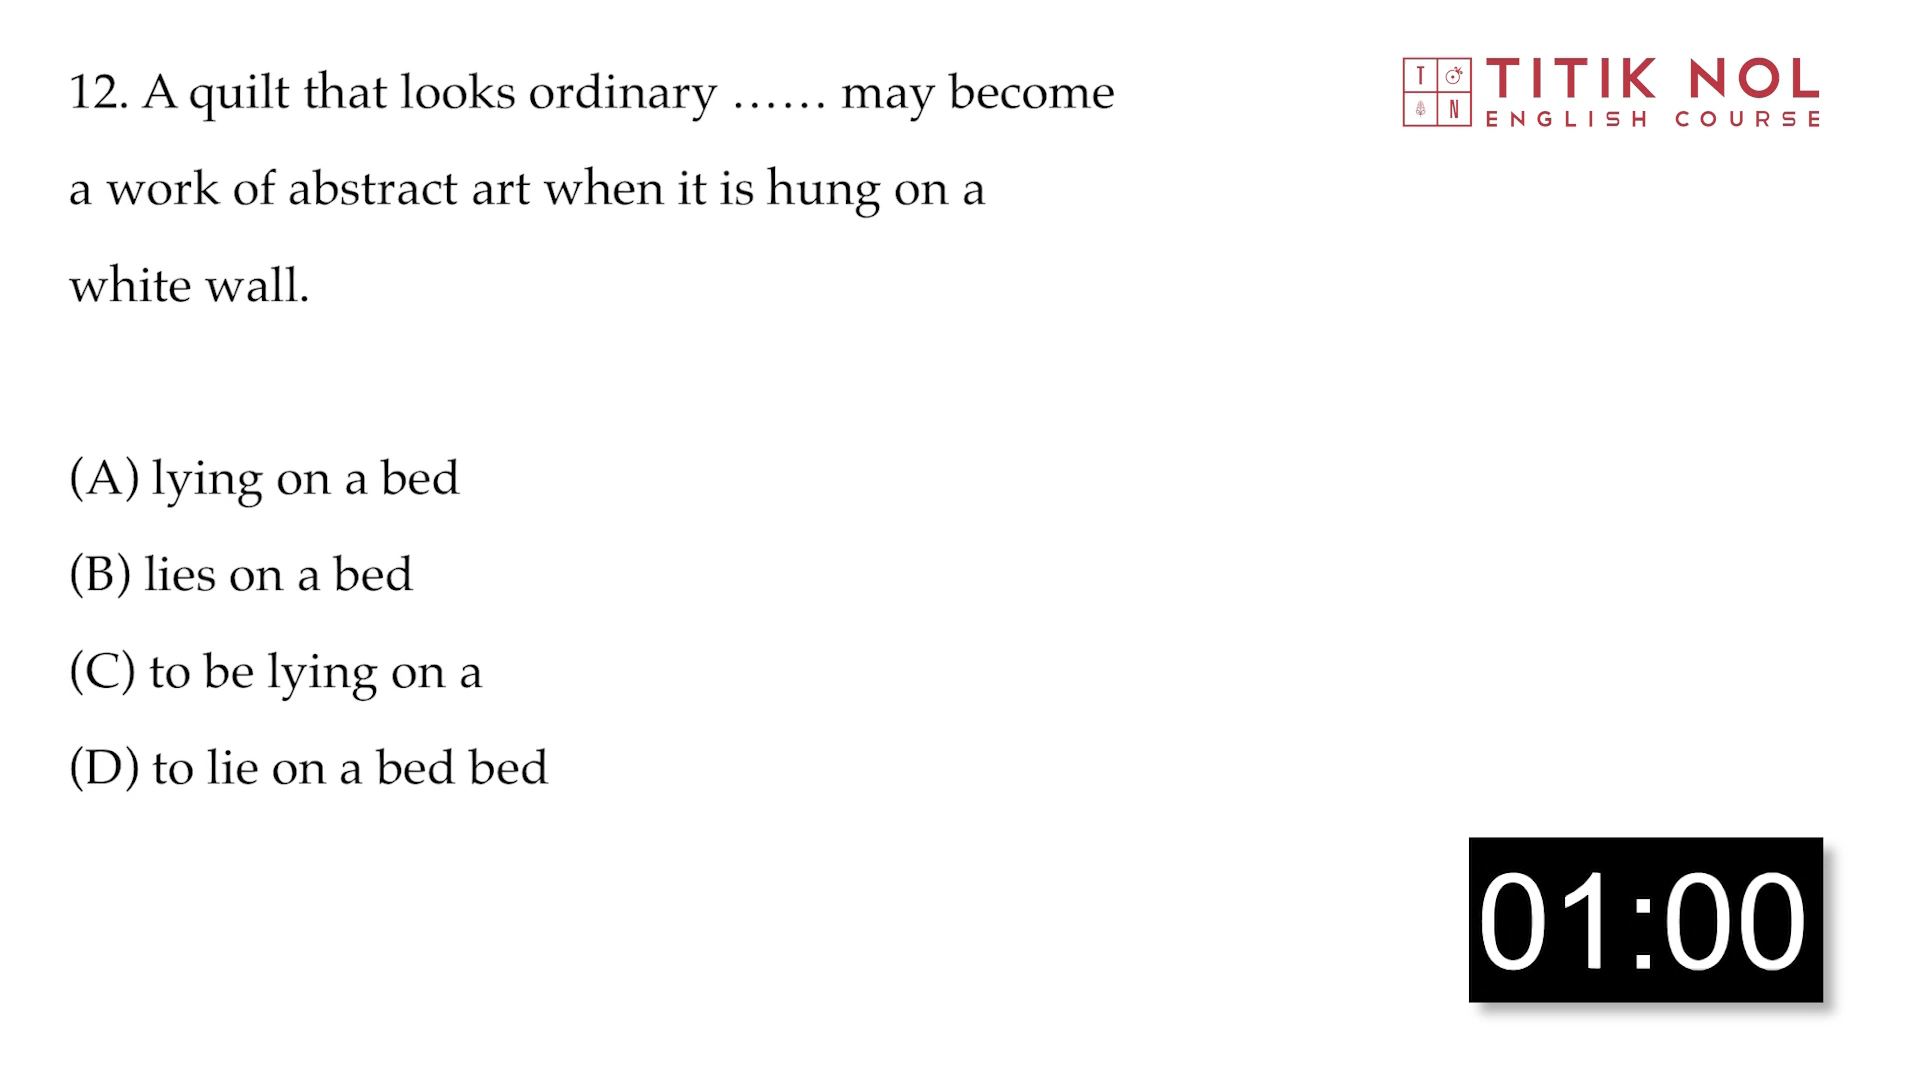 12. A quilt that looks ordinary ...... may become
a work of abstract art when it is hung on a
white wall.
(A) lying on a bed
(B) lies on a bed
(C) to be lying on a
(D) to lie on a bed bed
T
N
TITIK NOL
ENGLISH COURSE
01:00